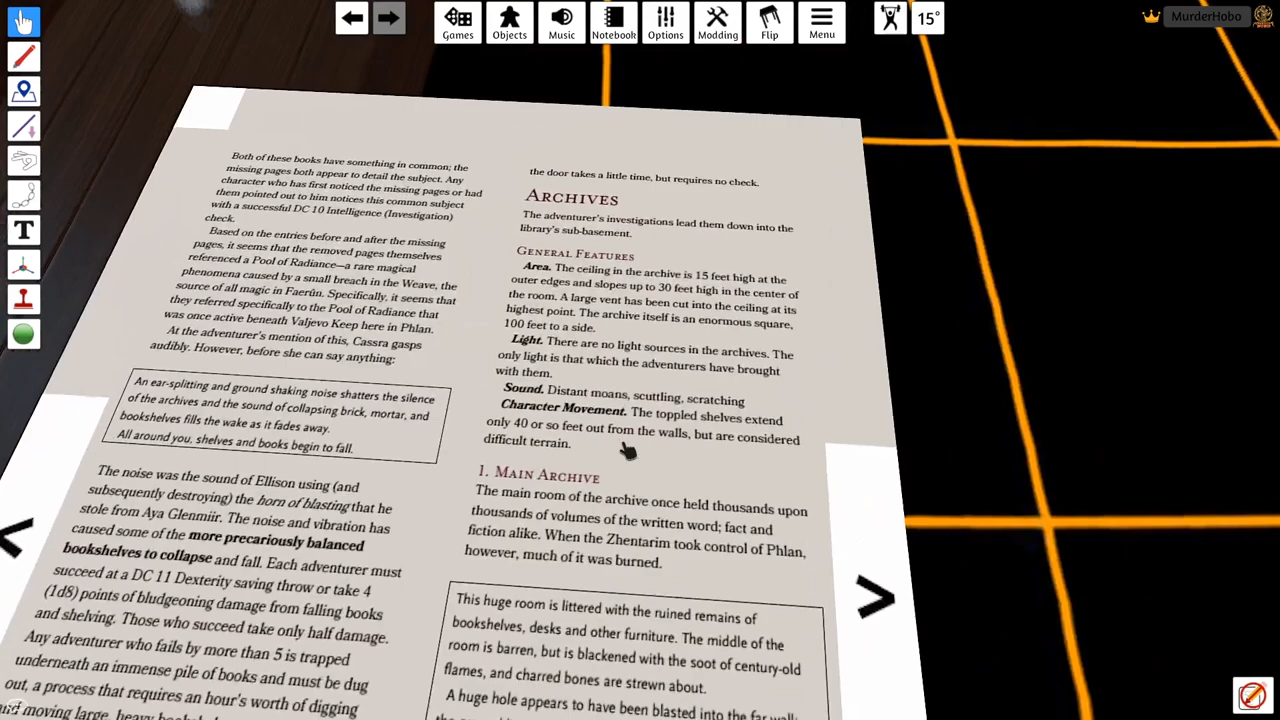 Games
Objects
Music
Notebook
Options
Modding
Flip
Menu
15°
MurderHobo
T
Both of these books have something in common; the
missing pages both appear to detail the subject. Any
character who has first noticed the missing pages or had
them pointed out to him notices this common subject
with a successful DC 10 Intelligence (Investigation)
check.
Based on the entries before and after the missing
pages, it seems that the removed pages themselves
referenced a Pool of Radiance—a rare magical
phenomena caused by a small breach in the Weave, the
source of all magic in Faerûn. Specifically, it seems that
they referred specifically to the Pool of Radiance that
was once active beneath Valjevo Keep here in Phlan.
At the adventurer's mention of this, Cassra gasps
audibly. However, before she can say anything:
An ear-splitting and ground shaking noise shatters the silence
of the archives and the sound of collapsing brick, mortar, and
bookshelves fills the wake as it fades away.
All around you, shelves and books begin to fall.
The noise was the sound of Ellison using (and
subsequently destroying) the horn of blasting that he
stole from Aya Glenmiir. The noise and vibration has
caused some of the more precariously balanced
bookshelves to collapse and fall. Each adventurer must
succeed at a DC 11 Dexterity saving throw or take 4
(1d8) points of bludgeoning damage from falling books
and shelving. Those who succeed take only half damage.
Any adventurer who fails by more than 5 is trapped
underneath an immense pile of books and must be dug
out, a process that requires an hour's worth of digging
and moving large, heavy
the door takes a little time, but requires no check.
ARCHIVES
The adventurer's investigations lead them down into the
library's sub-basement.
GENERAL FEATURES
Area. The ceiling in the archive is 15 feet high at the
outer edges and slopes up to 30 feet high in the center of
the room. A large vent has been cut into the ceiling at its
highest point. The archive itself is an enormous square,
100 feet to a side.
Light. There are no light sources in the archives. The
only light is that which the adventurers have brought
with them.
Sound. Distant moans, scuttling, scratching
Character Movement. The toppled shelves extend
only 40 or so feet out from the walls, but are considered
difficult terrain.
1. MAIN ARCHIVE
The main room of the archive once held thousands upon
thousands of volumes of the written word; fact and
fiction alike. When the Zhentarim took control of Phlan,
however, much of it was burned.
This huge room is littered with the ruined remains of
bookshelves, desks and other furniture. The middle of the
room is barren, but is blackened with the soot of century-old
flames, and charred bones are strewn about.
A huge hole appears to have been blasted into the far wall;
<
>